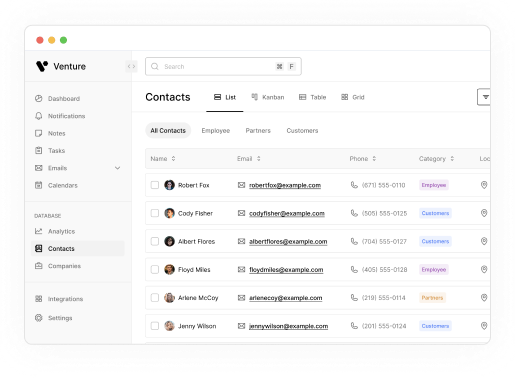 Venture
Search ⌘ F
Dashboard
Notifications
Notes
Tasks
Emails
Calendars
DATABASE
Analytics
Contacts
Companies
Integrations
Settings
Contacts List Kanban Table Grid
All Contacts Employee Partners Customers
Name Email Phone Category Loc
Robert Fox robertfox@example.com (671) 555-0110 Employee
Cody Fisher codyfisher@example.com (505) 555-0125 Customers
Albert Flores albertflores@example.com (704) 555-0127 Customers
Floyd Miles floydmiles@example.com (405) 555-0128 Employee
Arlene McCoy arlenecoy@example.com (219) 555-0114 Partners
Jenny Wilson jennywilson@example.com (201) 555-0124 Customers